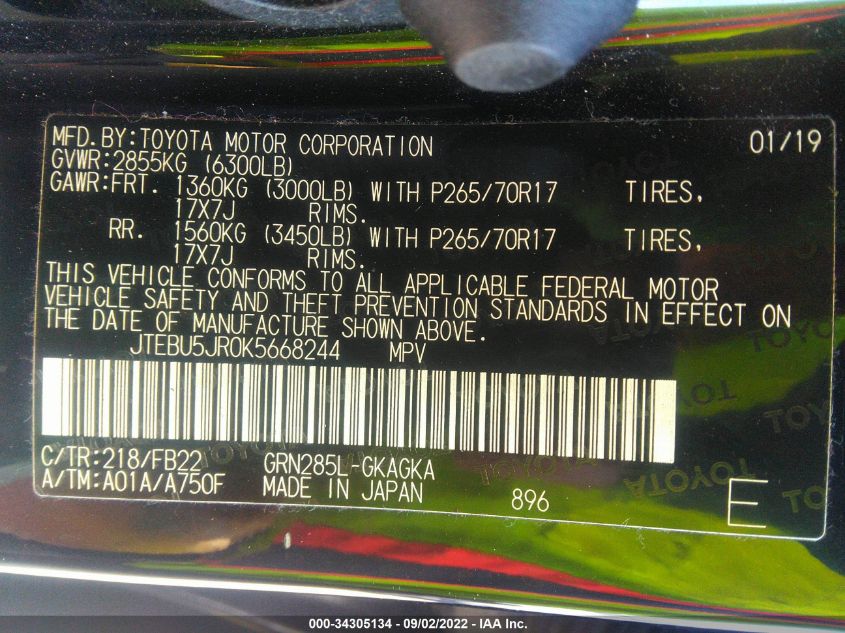 MFD.BY:TOYOTA MOTOR CORPORATION 01/19
GVWR:2855KG (6300LB)
GAWR:FRT. 1360KG (3000LB) WITH P265/70R17 TIRES,
17X7J RIMS.
RR. 1560KG (3450LB) WITH P265/70R17 TIRES,
17X7J RIMS.
THIS VEHICLE CONFORMS TO ALL APPLICABLE FEDERAL MOTOR
VEHICLE SAFETY AND THEFT PREVENTION STANDARDS IN EFFECT ON
THE DATE OF MANUFACTURE SHOWN ABOVE.
JTEBU5JR0K5668244 MPV
C/TR:218/FB22 GRN285L-GKAGKA
A/TM:A01A/A750F MADE IN JAPAN 896 E
000-34305134 - 09/02/2022 - IAA Inc.